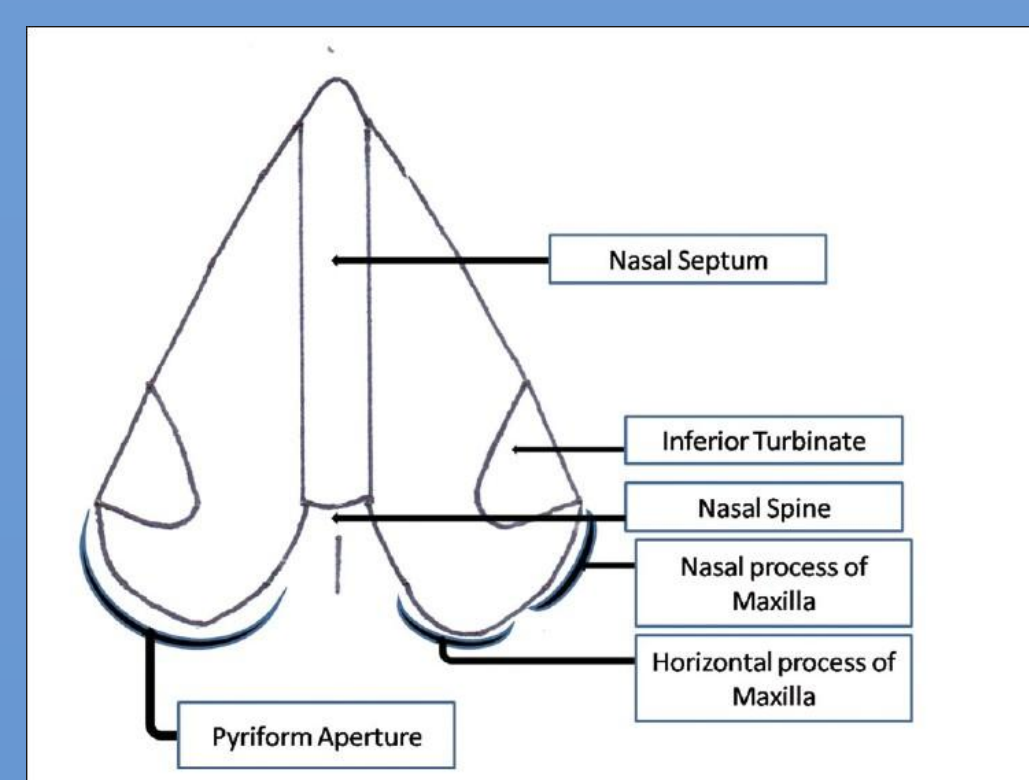 Nasal Septum
Inferior Turbinate
Nasal Spine
Nasal process of
Maxilla
Horizontal process of
Maxilla
Pyriform Aperture